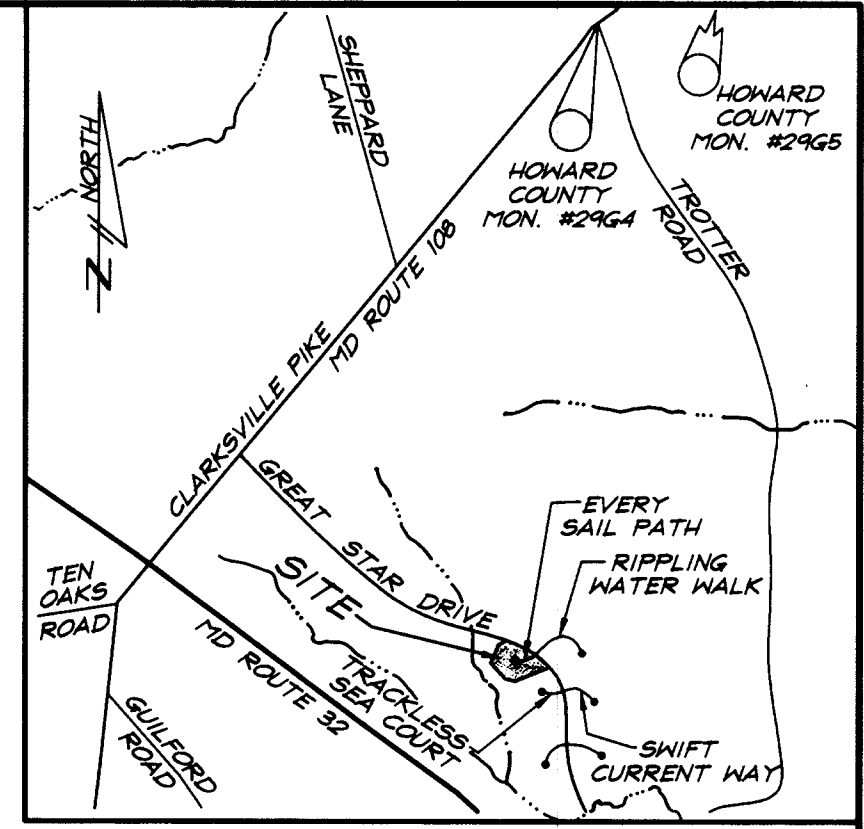 SHEPPARD
LANE
HOWARD
COUNTY
MON. #29G5
NORTH
HOWARD
COUNTY
MON. #29G4
TROTTER
ROAD
CLARKSVILLE PIKE
MD ROUTE 108
GREAT STAR DRIVE
EVERY
SAIL PATH
RIPPLING
WATER WALK
SITE
TEN
OAKS
ROAD
MD ROUTE 32
TRACKLESS
SEA COURT
GUILFORD
ROAD
SWIFT
CURRENT WAY